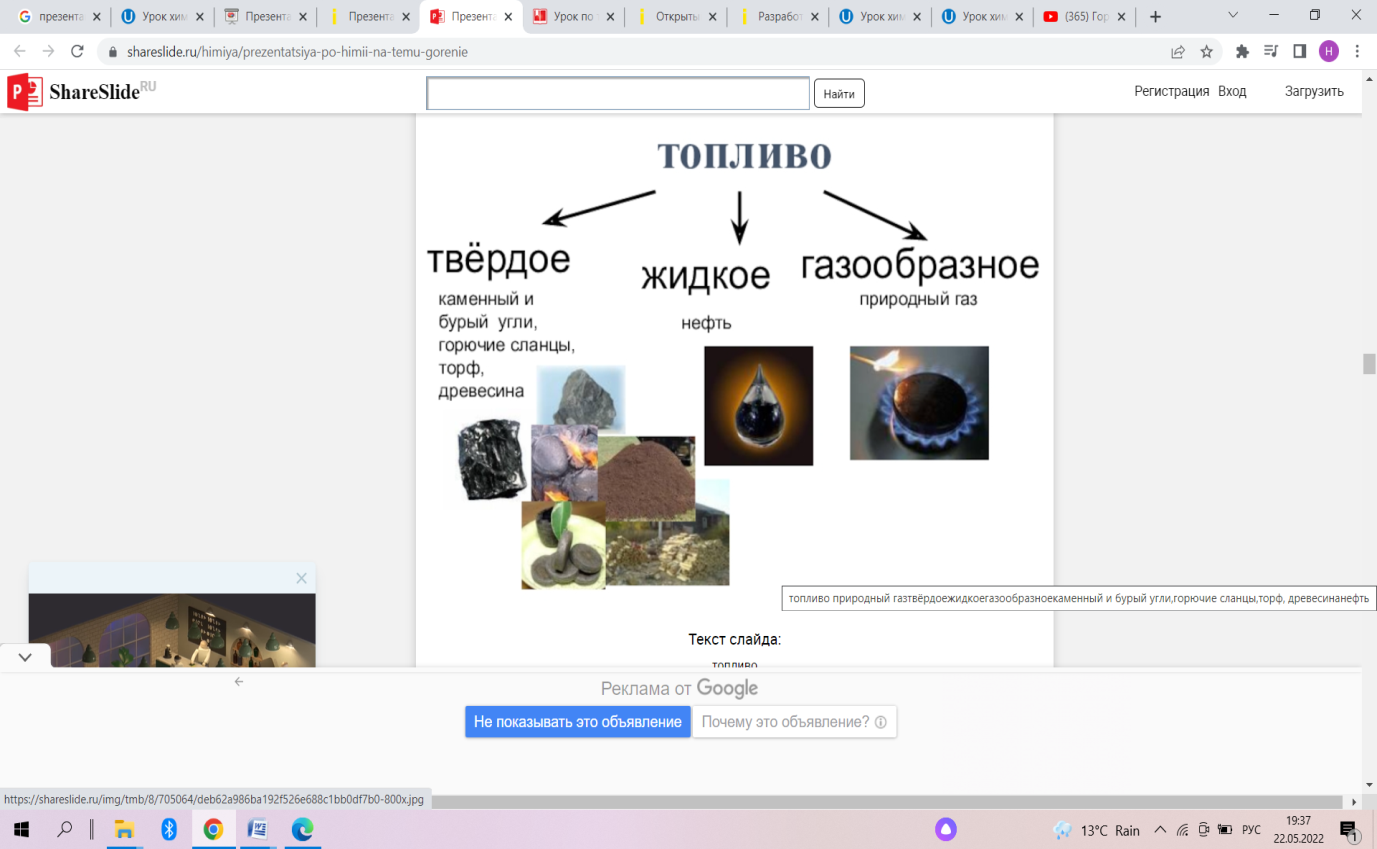 презента
Урок хим
Презента
Презента
Презента
Урок по
Открыты
Разработ
Урок хим
Урок хим
(365) Гор
shareslide.ru/himiya/prezentatsiya-po-himii-na-temu-gorenie
H
ShareSlide RU
Найти
Регистрация Вход Загрузить
топливо
твёрдое
жидкое
газообразное
каменный и
бурый угли,
горючие сланцы,
торф,
древесина
нефть
природный газ
топливо природный газтвёрдоежидкоегазообразноекаменный и бурый угли,горючие сланцы,торф, древесинанефть
Текст слайда:
топливо
Реклама от Google
Не показывать это объявление
Почему это объявление?
https://shareslide.ru/img/tmb/8/705064/deb62a986ba192f526e688c1bb0df7b0-800x.jpg
13°C Rain
РУС
19:37
22.05.2022
1